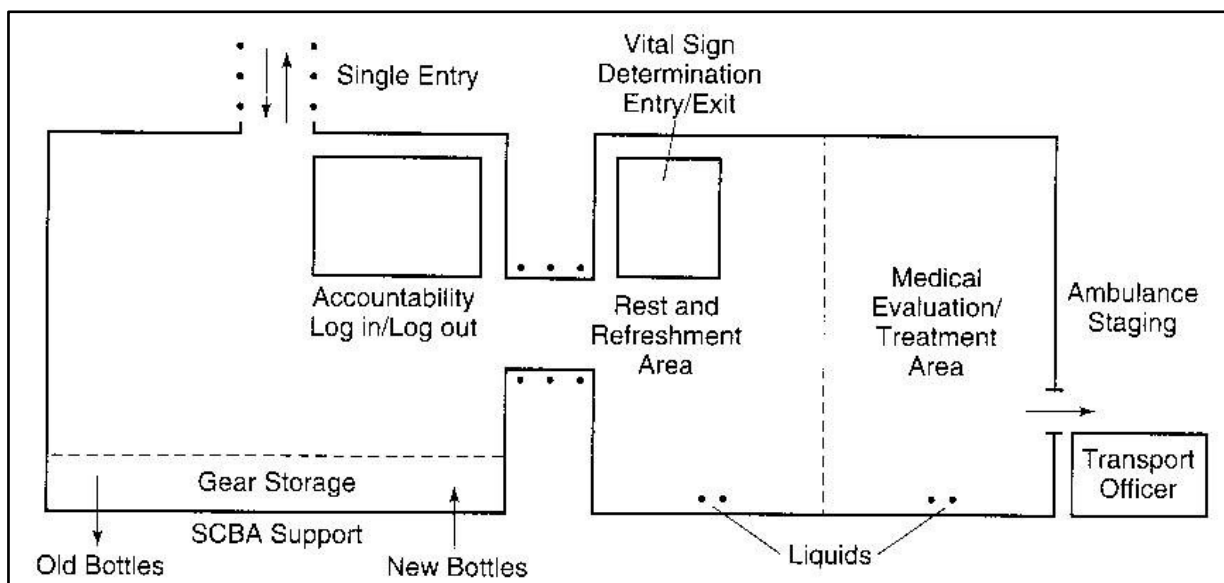 Single Entry
Vital Sign
Determination
Entry/Exit
Accountability
Log in/Log out
Rest and
Refreshment
Area
Medical
Evaluation/
Treatment
Area
Ambulance
Staging
Transport
Officer
Gear Storage
SCBA Support
Old Bottles
New Bottles
Liquids